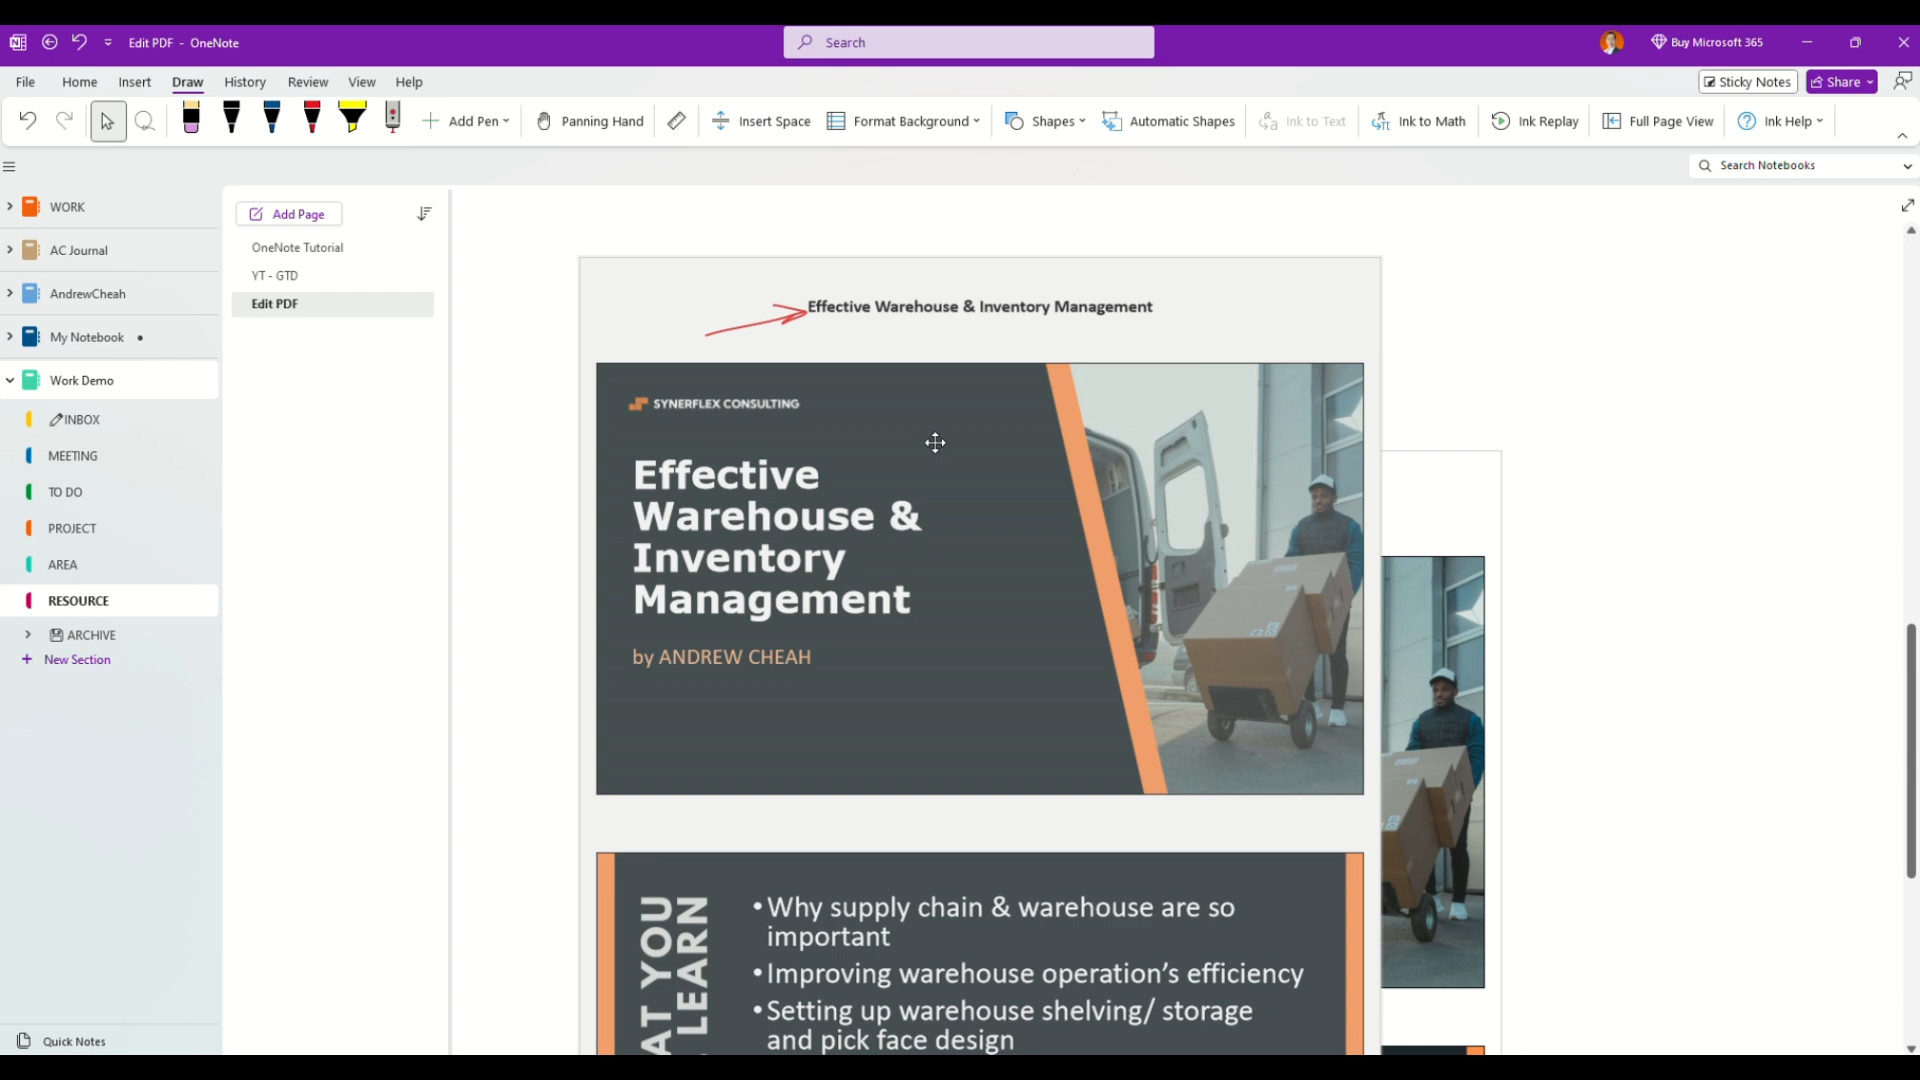 Edit PDF - OneNote
Search
Buy Microsoft 365
File Home Insert Draw History Review View Help
Sticky Notes
Share
Add Pen
Panning Hand
Insert Space
Format Background
Shapes
Automatic Shapes
Ink to Text
Ink to Math
Ink Replay
Full Page View
Ink Help
Search Notebooks
WORK
AC Journal
AndrewCheah
My Notebook
Work Demo
INBOX
MEETING
TO DO
PROJECT
AREA
RESOURCE
ARCHIVE
New Section
Quick Notes
Add Page
OneNote Tutorial
YT - GTD
Edit PDF
Effective Warehouse & Inventory Management
SYNERFLEX CONSULTING
Effective
Warehouse &
Inventory
Management
by ANDREW CHEAH
AT YOU
LEARN
•Why supply chain & warehouse are so
important
•Improving warehouse operation's efficiency
•Setting up warehouse shelving/ storage
and pick face design